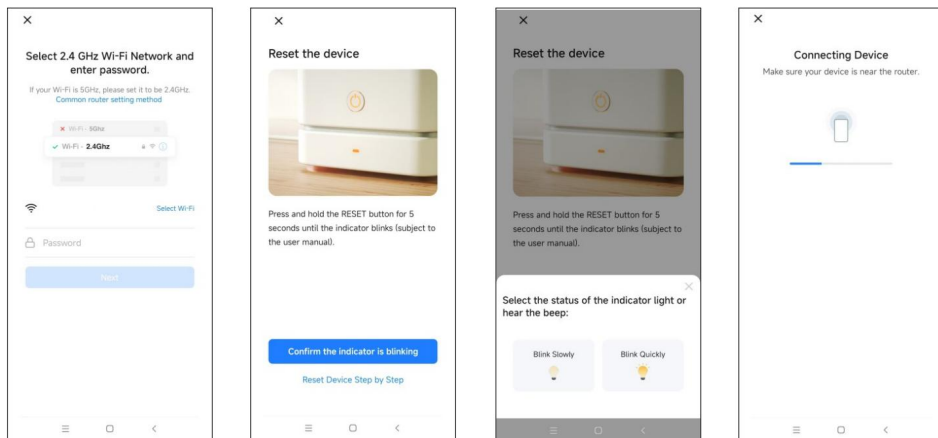 Select 2.4 GHz Wi-Fi Network and
enter password.
If your Wi-Fi is 5GHz, please set it to be 2.4GHz.
Common router setting method
Wi-Fi - 5Ghz
Wi-Fi - 2.4Ghz
Select Wi-Fi
Password
Next
Reset the device
Press and hold the RESET button for 5
seconds until the indicator blinks (subject to
the user manual).
Confirm the indicator is blinking
Reset Device Step by Step
Reset the device
Press and hold the RESET button for 5
seconds until the indicator blinks (subject to
the user manual).
Select the status of the indicator light or
hear the beep:
Blink Slowly
Blink Quickly
Connecting Device
Make sure your device is near the router.